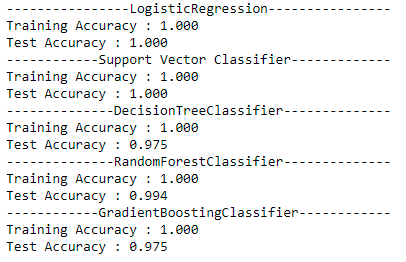 ----------------LogisticRegression----------------
Training Accuracy : 1.000
Test Accuracy : 1.000
------------Support Vector Classifier-------------
Training Accuracy : 1.000
Test Accuracy : 1.000
--------------DecisionTreeClassifier--------------
Training Accuracy : 1.000
Test Accuracy : 0.975
--------------RandomForestClassifier--------------
Training Accuracy : 1.000
Test Accuracy : 0.994
------------GradientBoostingClassifier------------
Training Accuracy : 1.000
Test Accuracy : 0.975